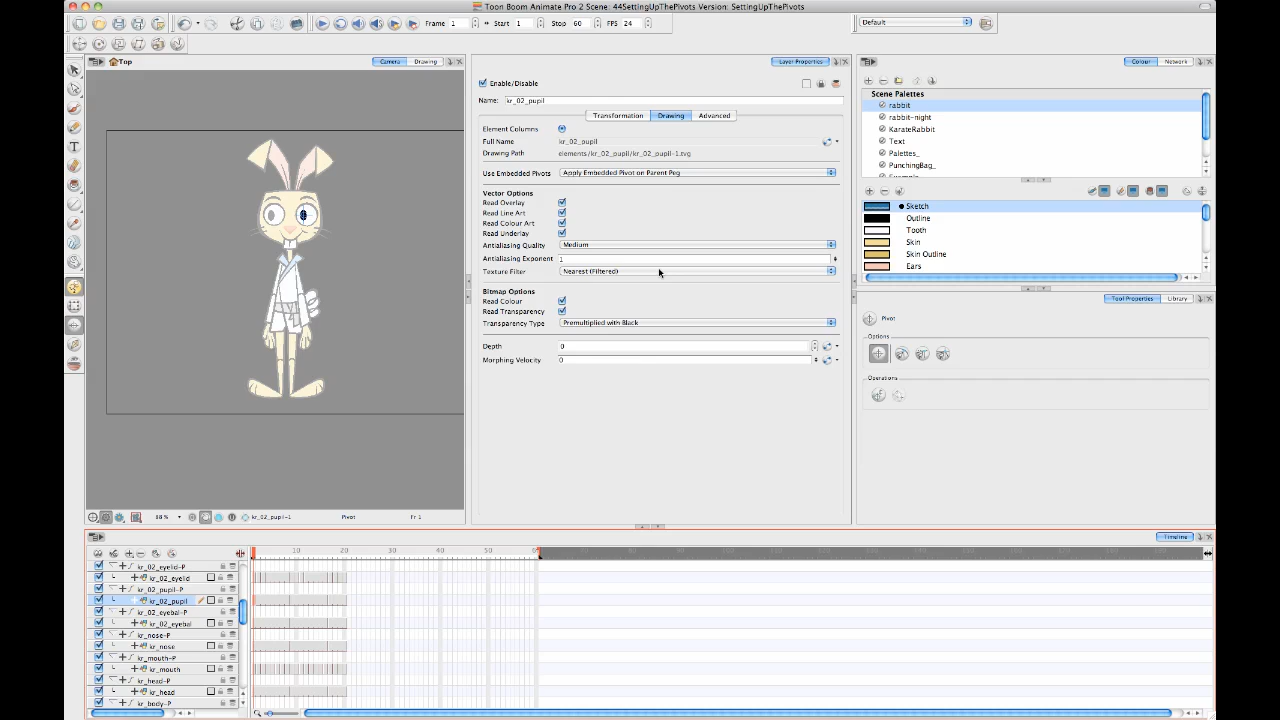 Toon Boom Animate Pro 2 Scene: 44SettingUpThePivots Version: SettingUpThePivots
Frame 1 Start 1 Stop 60 FPS 24
Default
Top
Camera
Drawing
Layer Properties
Enable/Disable
Name: kr_02_pupil
Transformation
Drawing
Advanced
Element Columns
Full Name kr_02_pupil
Drawing Path elements/kr_02_pupil/kr_02_pupil-1.tvg
Use Embedded Pivots Apply Embedded Pivot on Parent Peg
Vector Options
Read Overlay
Read Line Art
Read Colour Art
Read Underlay
Antialiasing Quality Medium
Antialiasing Exponent 1
Texture Filter Nearest (Filtered)
Bitmap Options
Read Colour
Read Transparency
Transparency Type Premultiplied with Black
Depth 0
Morphing Velocity 0
Colour
Network
Scene Palettes
rabbit
rabbit-night
KarateRabbit
Text
Palettes_
PunchingBag_
Sketch
Outline
Tooth
Skin
Skin Outline
Ears
Tool Properties
Library
Pivot
Options
Operations
kr_02_pupil-1
Pivot
Fr 1
Timeline
10 20 30 40 50
kr_02_eyelid-P
kr_02_eyelid
kr_02_pupil-P
kr_02_pupil
kr_02_eyebal-P
kr_02_eyebal
kr_nose-P
kr_nose
kr_mouth-P
kr_mouth
kr_head-P
kr_head
kr_body-P